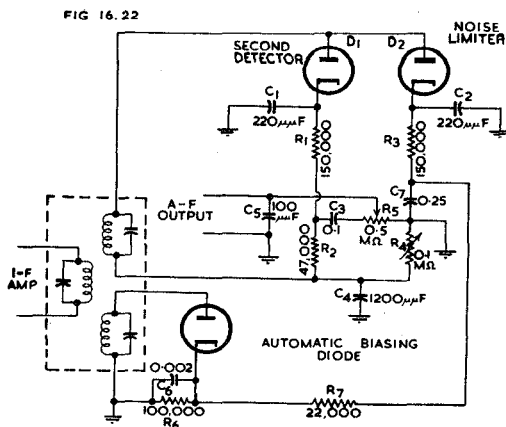 FIG 16.22
SECOND
DETECTOR
D1
D2
NOISE
LIMITER
C1
220μμF
C2
220μμF
R1
150,000
R3
150,000
A-F
OUTPUT
C5
100
μμF
C3
0.1
R5
0.5
MΩ
C7
0.25
R2
47,000
R4
0.1
MΩ
I-F
AMP
C4
1200μμF
AUTOMATIC BIASING
DIODE
0.002
C6
100,000
R6
R7
22,000